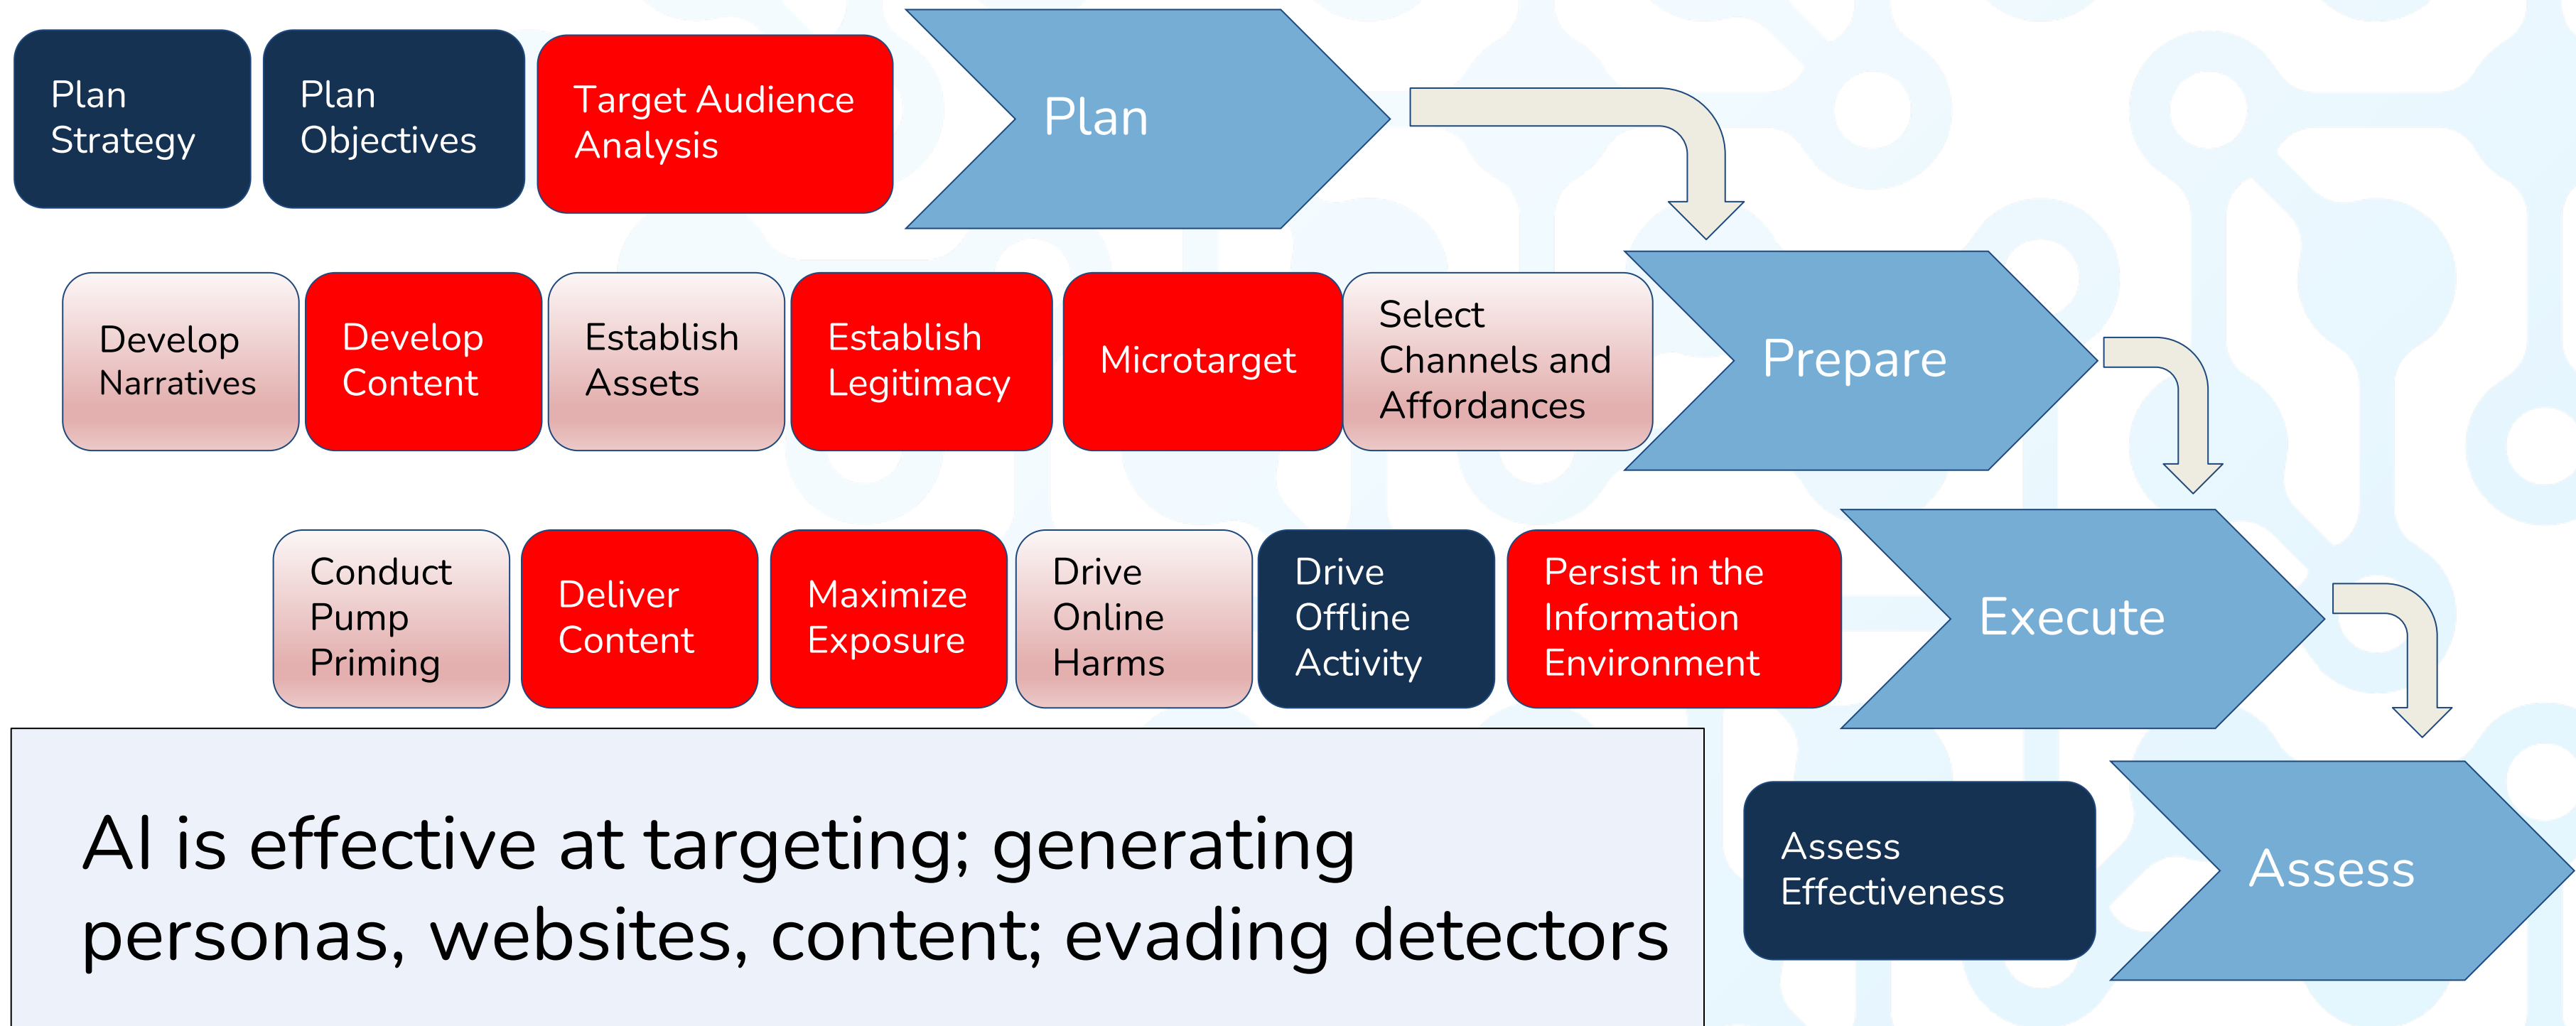 Plan
Strategy
Plan
Objectives
Target Audience
Analysis
Plan
Develop
Narratives
Develop
Content
Establish
Assets
Establish
Legitimacy
Microtarget
Select
Channels and
Affordances
Prepare
Conduct
Pump
Priming
Deliver
Content
Maximize
Exposure
Drive
Online
Harms
Drive
Offline
Activity
Persist in the
Information
Environment
Execute
AI is effective at targeting; generating
personas, websites, content; evading detectors
Assess
Effectiveness
Assess